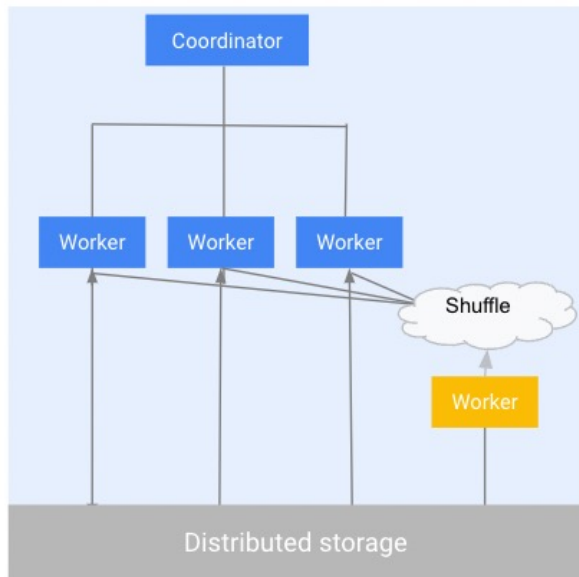 Coordinator
Worker
Worker
Worker
Shuffle
Worker
Distributed storage